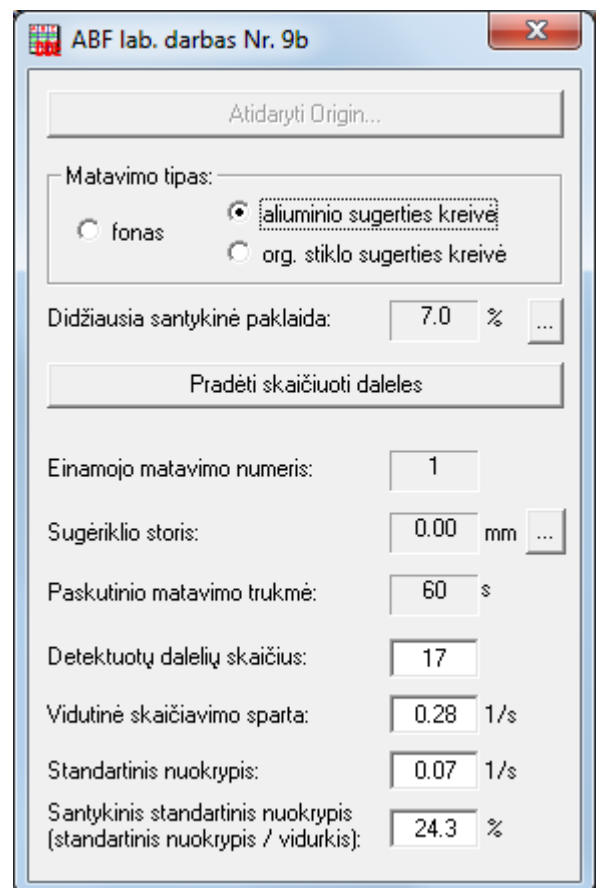 ABF lab. darbas Nr. 9b
Atidaryti Origin...
Matavimo tipas:
fonas
aliuminio sugerties kreivė
org. stiklo sugerties kreivė
Didžiausia santykinė paklaida: 7.0 % ...
Pradėti skaičiuoti daleles
Einamojo matavimo numeris: 1
Sugėriklio storis: 0.00 mm ...
Paskutinio matavimo trukmė: 60 s
Detektuotų dalelių skaičius: 17
Vidutinė skaičiavimo sparta: 0.28 1/s
Standartinis nuokrypis: 0.07 1/s
Santykinis standartinis nuokrypis
(standartinis nuokrypis / vidurkis): 24.3 %